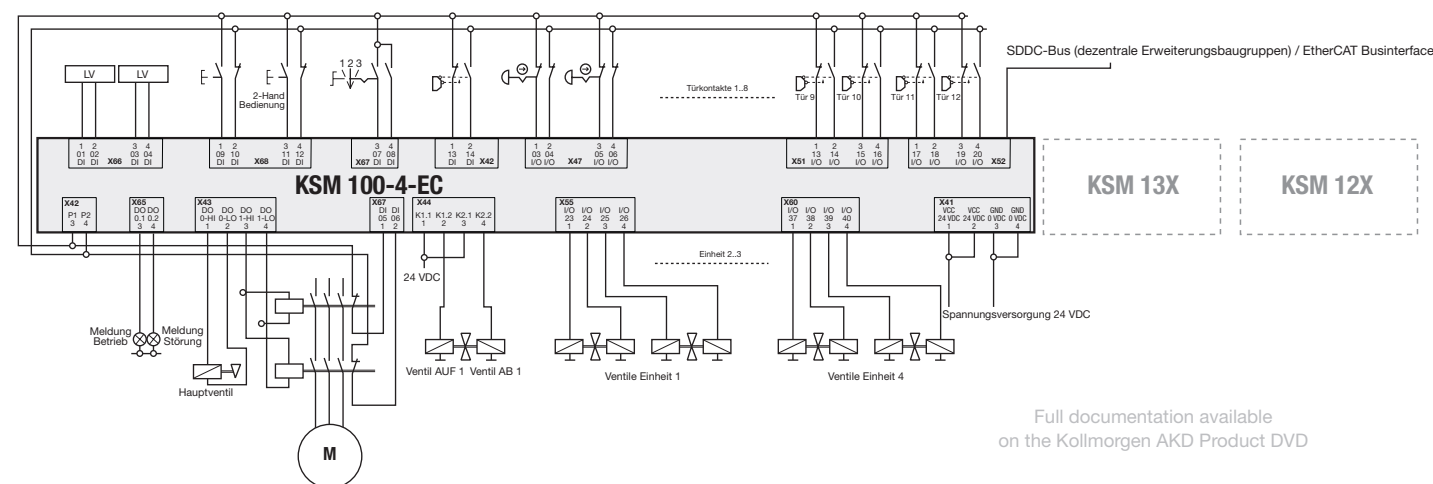 SDDC-Bus (dezentrale Erweiterungsbaugruppen) / EtherCAT Businterface
LV LV
1 2 3
2-Hand
Bedienung
Türkontakte 1..8
Tür 9 Tür 10 Tür 11 Tür 12
1 2 3 4 1 2 3 4 3 4 1 2 1 2 3 4 1 2 3 4 1 2 3 4
01 02 03 04 09 10 11 12 07 08 13 14 03 04 05 06 13 14 15 16 17 18 19 20
DI DI X66 DI DI DI DI X68 DI DI X67 DI DI DI DI X42 I/O I/O X47 I/O I/O X51 I/O I/O I/O I/O I/O I/O I/O I/O X52
KSM 100-4-EC
KSM 13X
KSM 12X
X42
P1 P2
3 4
X65
DO DO
0.1 0.2
3 4
X43
DO DO DO DO
0-HI 0-LO 1-HI 1-LO
1 2 3 4
X67
DI DI
05 06
1 2
X44
K1.1 K1.2 K2.1 K2.2
1 2 3 4
X55
I/O I/O I/O I/O
23 24 25 26
1 2 3 4
X60
I/O I/O I/O I/O
37 38 39 40
1 2 3 4
X41
VCC VCC GND GND
24 VDC 24 VDC 0 VDC 0 VDC
1 2 3 4
Einheit 2..3
24 VDC
Spannungsversorgung 24 VDC
Meldung
Betrieb
Meldung
Störung
Hauptventil
Ventil AUF 1 Ventil AB 1
Ventile Einheit 1
Ventile Einheit 4
M
Full documentation available
on the Kollmorgen AKD Product DVD